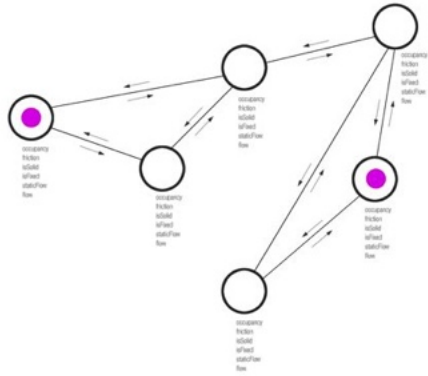 occupancy
friction
isSolid
isFixed
staticFlow
flow
occupancy
friction
isSolid
isFixed
staticFlow
flow
occupancy
friction
isSolid
isFixed
staticFlow
flow
occupancy
friction
isSolid
isFixed
staticFlow
flow
occupancy
friction
isSolid
isFixed
staticFlow
flow
occupancy
friction
isSolid
isFixed
staticFlow
flow